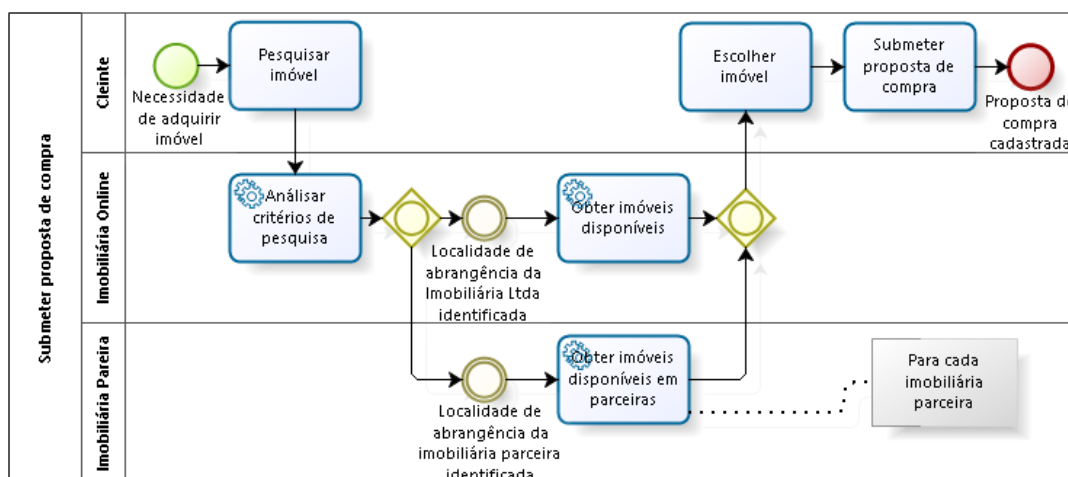 Submeter proposta de compra
Cleinte
Necessidade
de adquirir
imóvel
Pesquisar
imóvel
Escolher
imóvel
Submeter
proposta de
compra
Proposta de
compra
cadastrada
Imobiliária Online
Análisar
critérios de
pesquisa
Localidade de
abrangência da
Imobiliária Ltda
identificada
Obter imóveis
disponíveis
Imobiliária Pareira
Localidade de
abrangência da
imobiliária parceira
identificada
Obter imóveis
disponíveis em
parceiras
Para cada
imobiliária
parceira